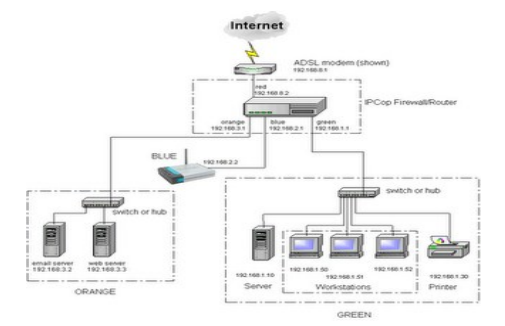 Internet
ADSL modem (shown)
192.168.0.1
red
192.168.0.2
IPCop Firewall/Router
orange blue green
192.168.3.1 192.168.2.1 192.168.1.1
BLUE
192.168.2.2
switch or hub
switch or hub
email server web server
192.168.3.2 192.168.3.3
ORANGE
192.168.1.10 192.168.1.50 192.168.1.51 192.168.1.52 192.168.1.30
Server Workstations Printer
GREEN